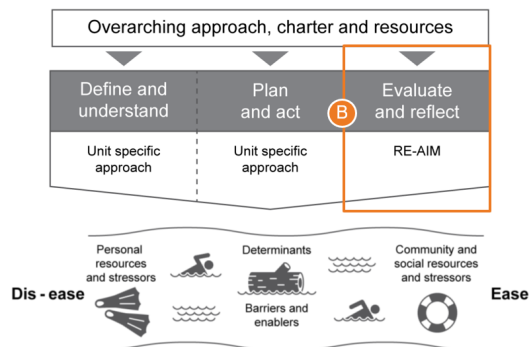 Overarching approach, charter and resources
Define and
understand
Plan
and act
B
Evaluate
and reflect
Unit specific
approach
Unit specific
approach
RE-AIM
Personal
resources
and stressors
Determinants
Barriers and
enablers
Community and
social resources
and stressors
Dis - ease
Ease